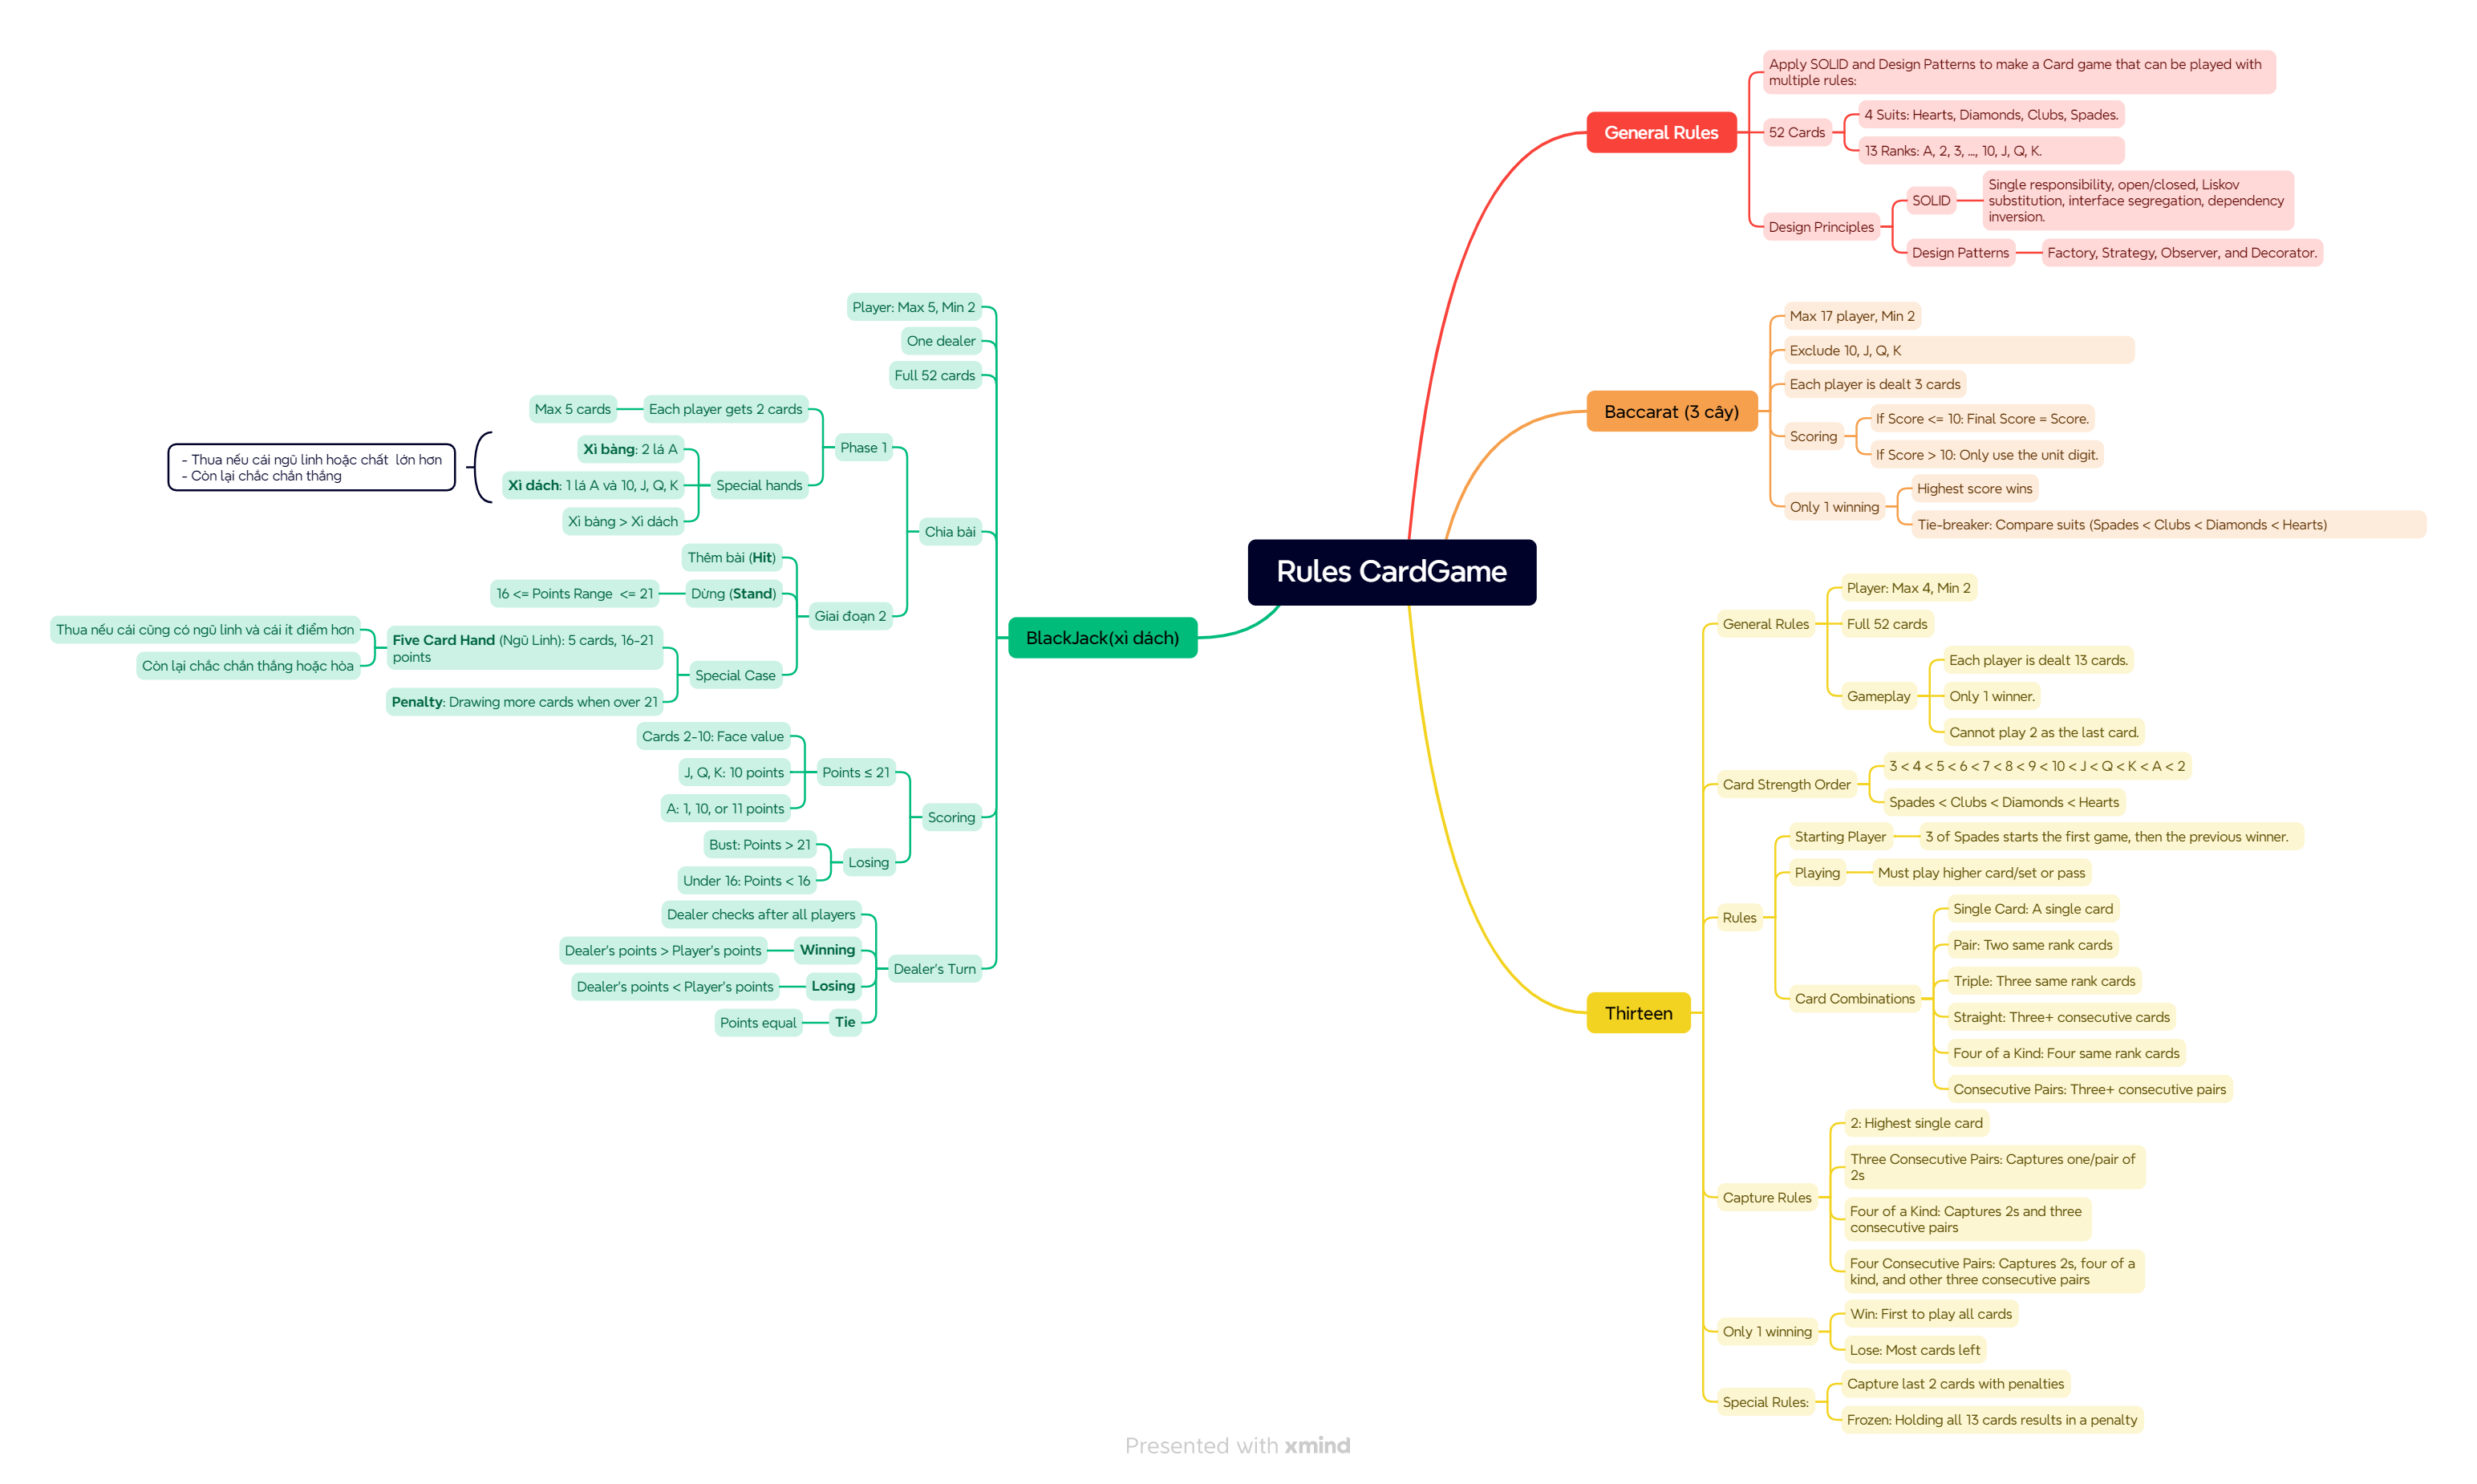 Rules CardGame
General Rules
Apply SOLID and Design Patterns to make a Card game that can be played with
multiple rules:
52 Cards
4 Suits: Hearts, Diamonds, Clubs, Spades.
13 Ranks: A, 2, 3, ..., 10, J, Q, K.
Design Principles
SOLID
Single responsibility, open/closed, Liskov
substitution, interface segregation, dependency
inversion.
Design Patterns
Factory, Strategy, Observer, and Decorator.
Baccarat (3 cây)
Max 17 player, Min 2
Exclude 10, J, Q, K
Each player is dealt 3 cards
Scoring
If Score <= 10: Final Score = Score.
If Score > 10: Only use the unit digit.
Only 1 winning
Highest score wins
Tie-breaker: Compare suits (Spades < Clubs < Diamonds < Hearts)
Thirteen
General Rules
Player: Max 4, Min 2
Full 52 cards
Gameplay
Each player is dealt 13 cards.
Only 1 winner.
Cannot play 2 as the last card.
Card Strength Order
3 < 4 < 5 < 6 < 7 < 8 < 9 < 10 < J < Q < K < A < 2
Spades < Clubs < Diamonds < Hearts
Rules
Starting Player
3 of Spades starts the first game, then the previous winner.
Playing
Must play higher card/set or pass
Card Combinations
Single Card: A single card
Pair: Two same rank cards
Triple: Three same rank cards
Straight: Three+ consecutive cards
Four of a Kind: Four same rank cards
Consecutive Pairs: Three+ consecutive pairs
Capture Rules
2: Highest single card
Three Consecutive Pairs: Captures one/pair of
2s
Four of a Kind: Captures 2s and three
consecutive pairs
Four Consecutive Pairs: Captures 2s, four of a
kind, and other three consecutive pairs
Only 1 winning
Win: First to play all cards
Lose: Most cards left
Special Rules:
Capture last 2 cards with penalties
Frozen: Holding all 13 cards results in a penalty
BlackJack(xì dách)
Player: Max 5, Min 2
One dealer
Full 52 cards
Chia bài
Phase 1
Each player gets 2 cards
Max 5 cards
Special hands
Xì bàng: 2 lá A
Xì dách: 1 lá A và 10, J, Q, K
Xì bàng > Xì dách
- Thua nếu cái ngũ linh hoặc chất  lớn hơn
- Còn lại chắc chắn thắng
Giai đoạn 2
Thêm bài (Hit)
Dừng (Stand)
16 <= Points Range  <= 21
Special Case
Five Card Hand (Ngũ Linh): 5 cards, 16-21
points
Thua nếu cái cũng có ngũ linh và cái ít điểm hơn
Còn lại chắc chắn thắng hoặc hòa
Penalty: Drawing more cards when over 21
Scoring
Points ≤ 21
Cards 2-10: Face value
J, Q, K: 10 points
A: 1, 10, or 11 points
Losing
Bust: Points > 21
Under 16: Points < 16
Dealer's Turn
Dealer checks after all players
Winning
Dealer's points > Player's points
Losing
Dealer's points < Player's points
Tie
Points equal
Presented with xmind